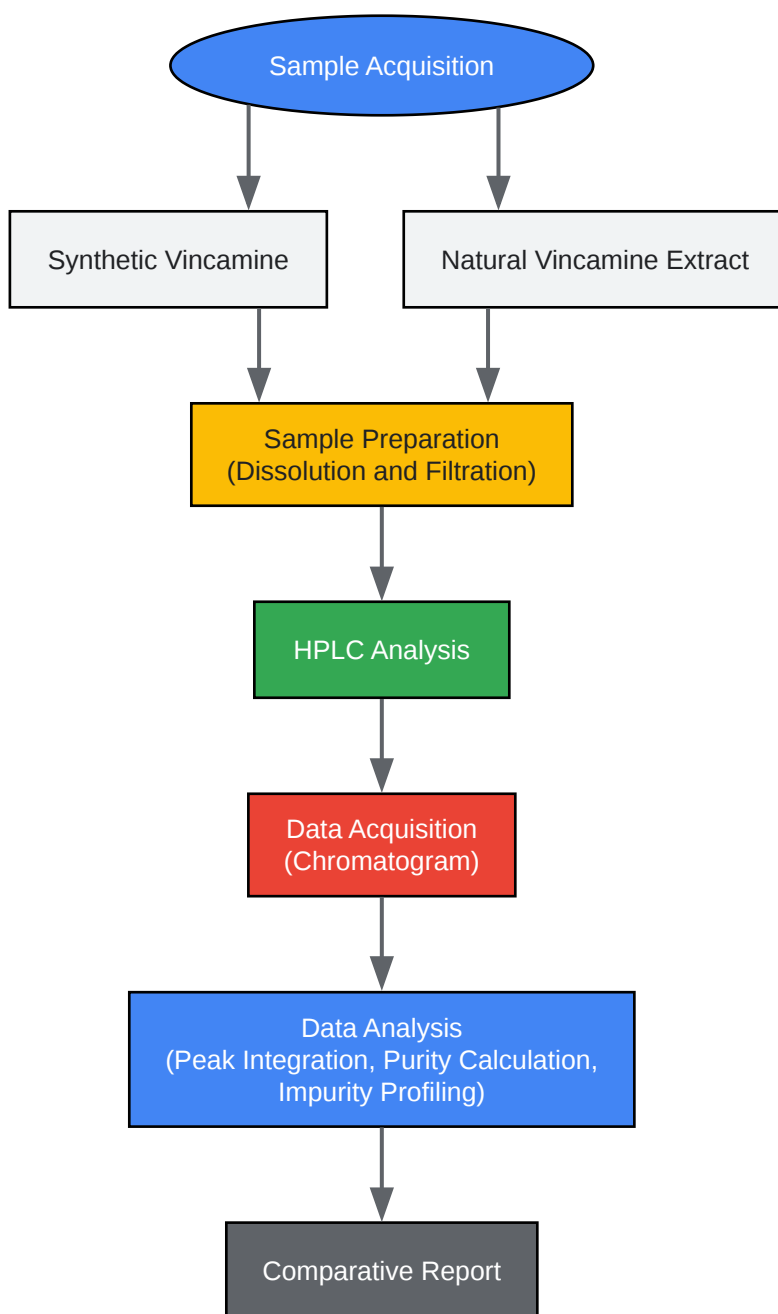 Sample Acquisition
Synthetic Vincamine
Natural Vincamine Extract
Sample Preparation
(Dissolution and Filtration)
HPLC Analysis
Data Acquisition
(Chromatogram)
Data Analysis
(Peak Integration, Purity Calculation,
Impurity Profiling)
Comparative Report